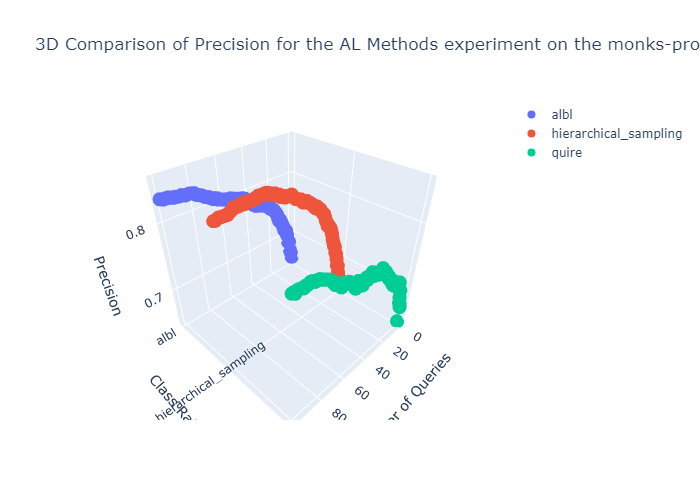 3D Comparison of Precision for the AL Methods experiment on the monks-pro
albl
hierarchical_sampling
quire
0.8
0.7
Precision
albl
hierarchical_sampling
0
20
40
60
80
of Queries